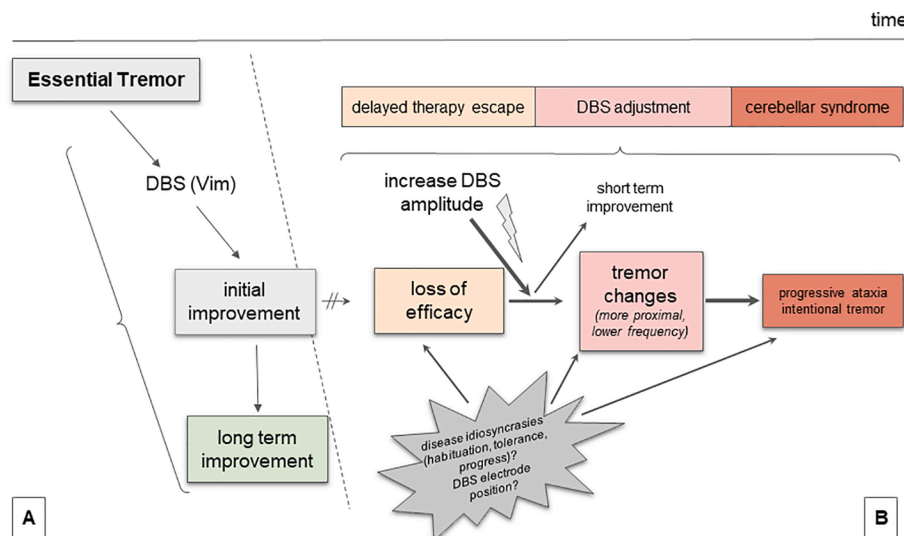 time
Essential Tremor
delayed therapy escape
DBS adjustment
cerebellar syndrome
DBS (Vim)
increase DBS
amplitude
short term
improvement
initial
improvement
loss of
efficacy
tremor
changes
(more proximal,
lower frequency)
progressive ataxia
intentional tremor
long term
improvement
disease idiosyncrasies
(habituation, tolerance,
progress)?
DBS electrode
position?
A
B